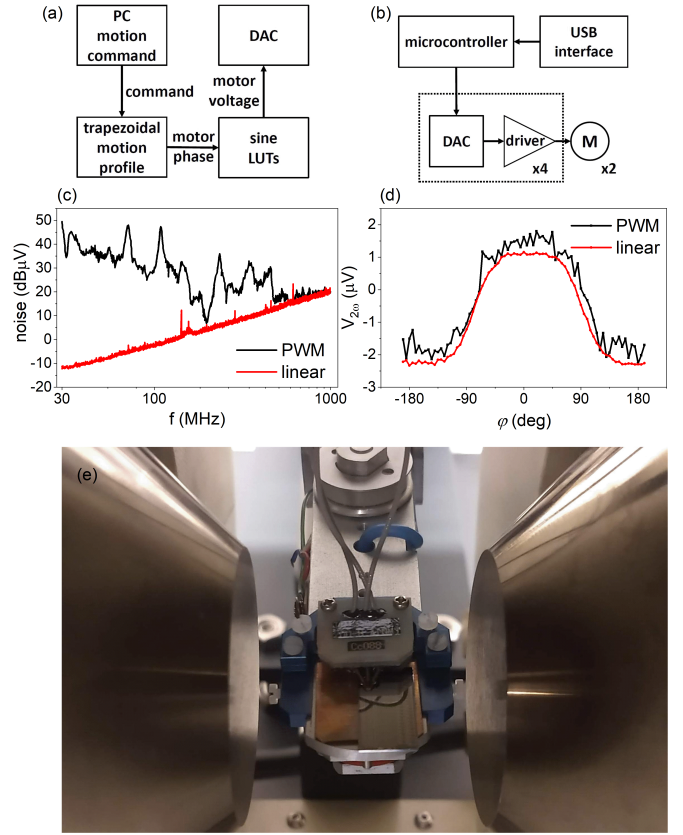 (a)
PC
motion
command
command
trapezoidal
motion
profile
motor
phase
sine
LUTs
motor
voltage
DAC
(b)
microcontroller
USB
interface
DAC
driver
x4
M
x2
(c)
noise (dBμV)
50
40
30
20
10
0
-10
-20
PWM
linear
30
100
1000
f (MHz)
(d)
V2ω (μV)
2
1
0
-1
-2
-3
PWM
linear
-180
-90
0
90
180
φ (deg)
(e)